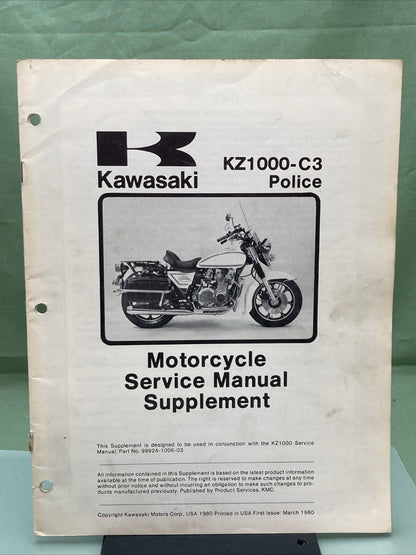 KZ1000-C3
Kawasaki Police
Motorcycle
Service Manual
Supplement
This Supplement is designed to be used in conjunction with the KZ1000 Service
Manual, Part No. 99924-1006-03.
All information contained in this Supplement is based on the latest product information
available at the time of publication. The right is reserved to make changes at any time
without prior notice and without incurring an obligation to make such changes to pro-
ducts manufactured previously. Published by Product Services, KMC.
Copyright Kawasaki Motors Corp., USA 1980 Printed in USA First Issue: March 1980